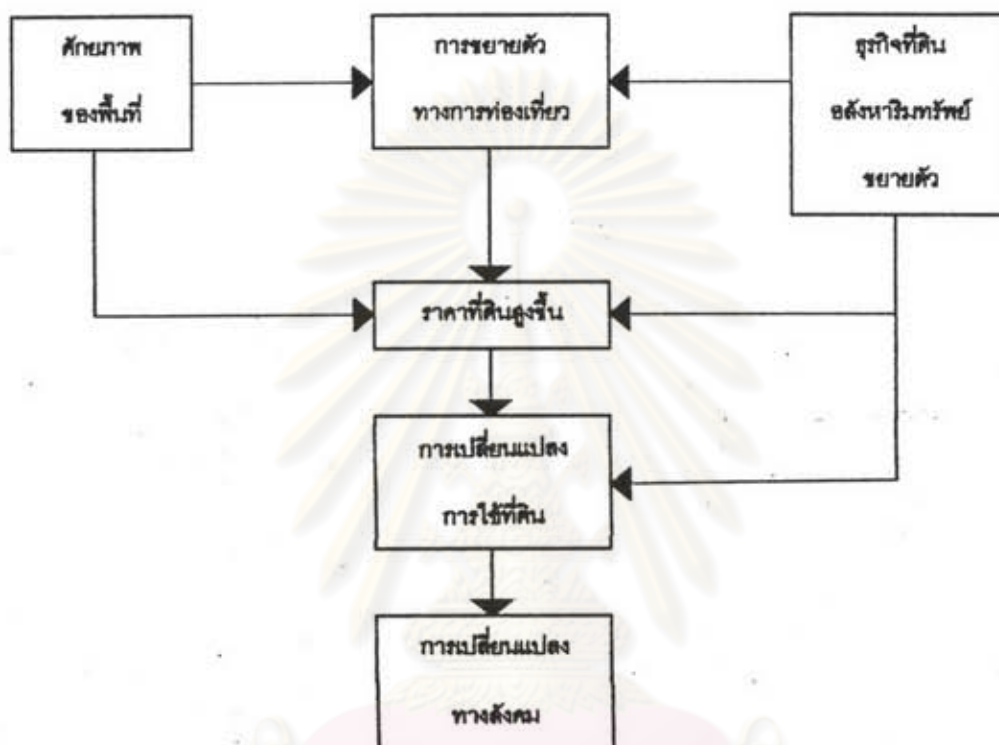 ศักยภาพ
ของพื้นที่
การขยายตัว
ทางการท่องเที่ยว
ธุรกิจที่ดิน
อสังหาริมทรัพย์
ขยายตัว
ราคาที่ดินสูงขึ้น
การเปลี่ยนแปลง
การใช้ที่ดิน
การเปลี่ยนแปลง
ทางสังคม